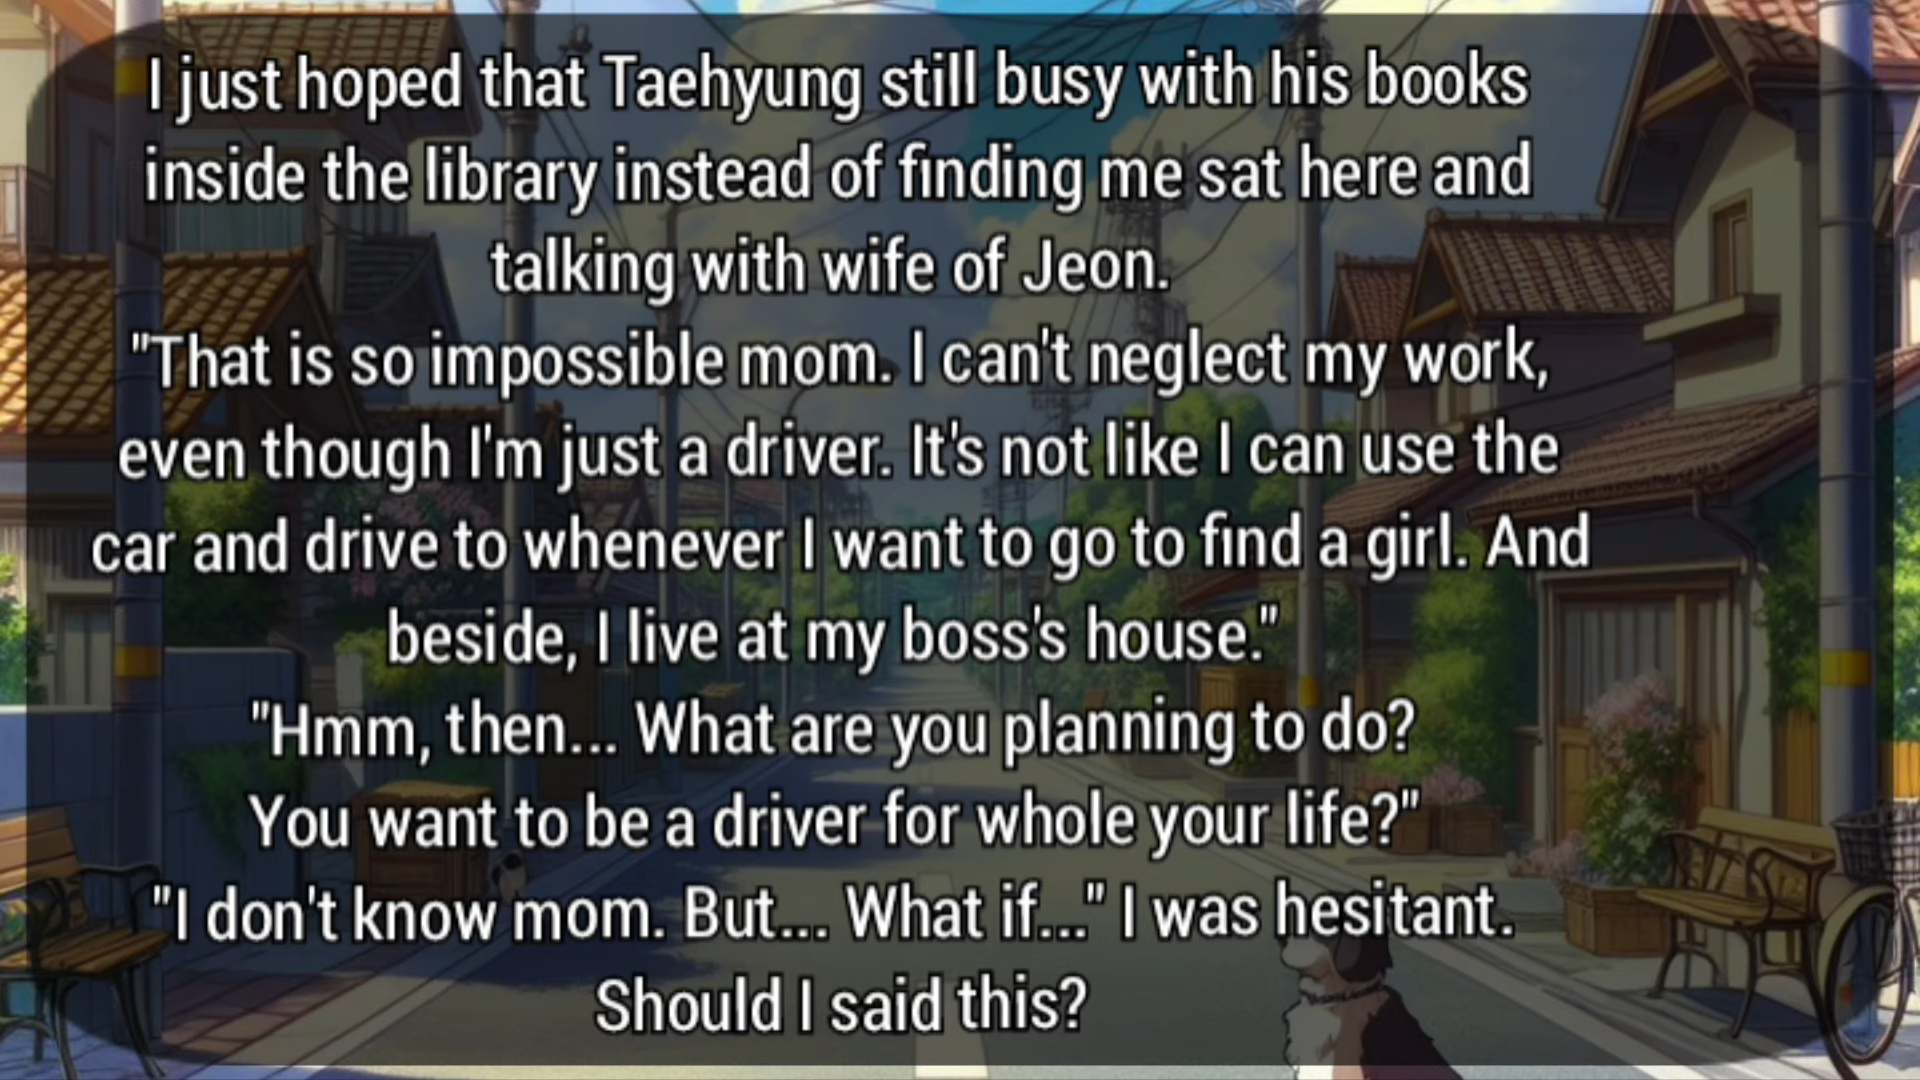 I just hoped that Taehyung still busy with his books
inside the library instead of finding me sat here and
talking with wife of Jeon.
"That is so impossible mom. I can't neglect my work,
even though I'm just a driver. It's not like I can use the
car and drive to whenever I want to go to find a girl. And
beside, I live at my boss's house."
"Hmm, then... What are you planning to do?
You want to be a driver for whole your life?"
"I don't know mom. But... What if..." I was hesitant.
Should I said this?